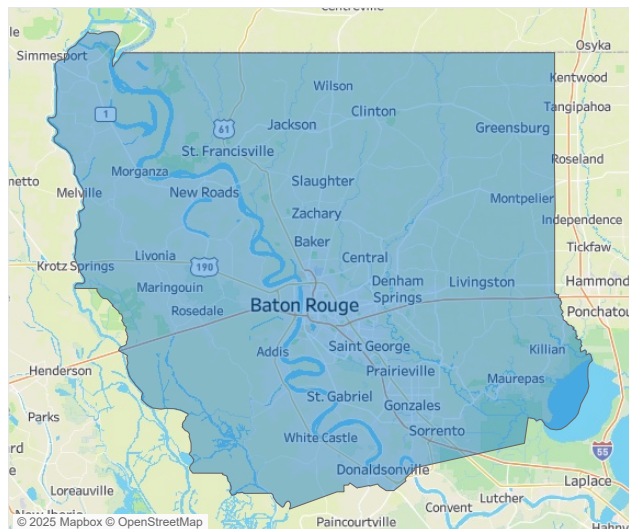 Centreville
Simmesport
Osyka
Kentwood
Wilson
Clinton
Tangipahoa
1
61
Jackson
Greensburg
St. Francisville
Roseland
Morganza
Slaughter
Melville
New Roads
Montpelier
Zachary
Independence
Baker
Tickfaw
Livonia
Central
Krotz Springs
190
Hammond
Maringouin
Denham
Springs
Livingston
Rosedale
Baton Rouge
Ponchatou
Saint George
Killian
Addis
Henderson
Prairieville
Maurepas
St. Gabriel
Gonzales
Parks
White Castle
Sorrento
55
Donaldsonville
Laplace
Loreauville
Convent
Lutcher
Paincourtville
© 2025 Mapbox © OpenStreetMap